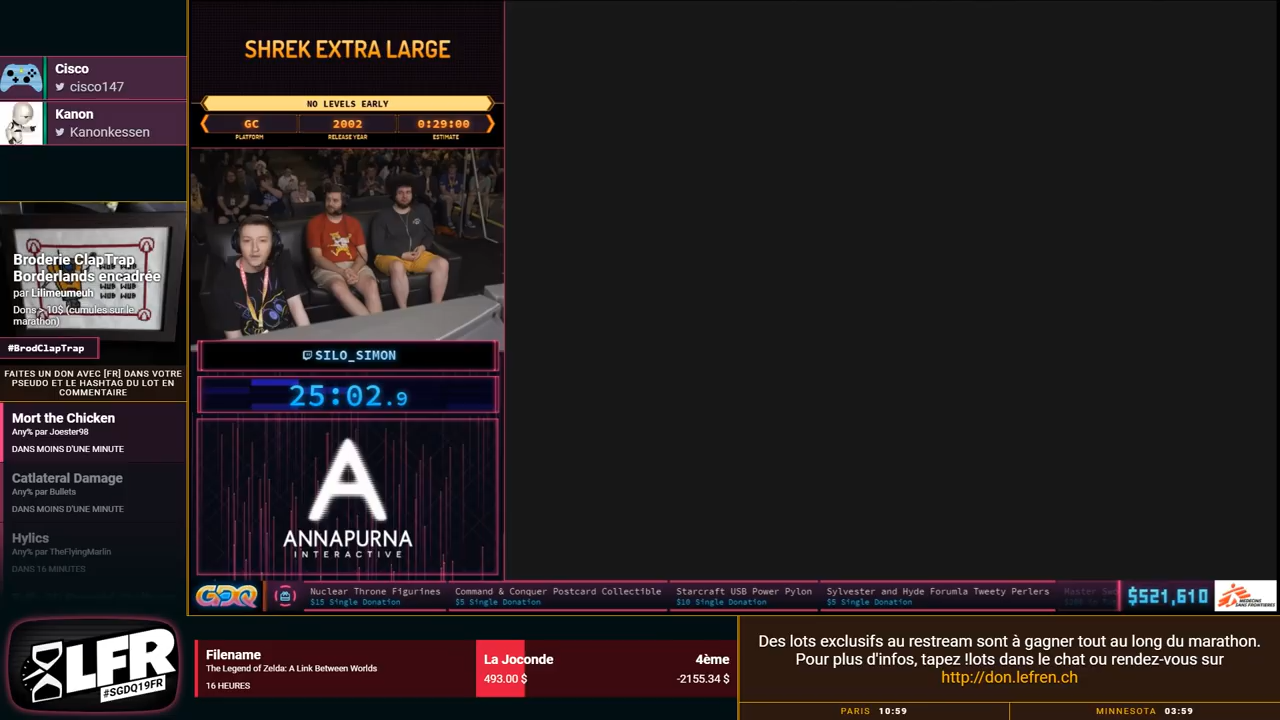 Cisco
cisco147
Kanon
Kanonkessen
Broderie ClapTrap
Borderlands encadrée
par Lilimeumeuh
Dons > 10$ (cumules sur le
marathon)
#BrodClapTrap
FAITES UN DON AVEC [FR] DANS VOTRE
PSEUDO ET LE HASHTAG DU LOT EN
COMMENTAIRE
Mort the Chicken
Any% par Joester98
DANS MOINS D'UNE MINUTE
Catlateral Damage
Any% par Bullets
DANS MOINS D'UNE MINUTE
Hylics
Any% par TheFlyingMarlin
DANS 16 MINUTES
SHREK EXTRA LARGE
NO LEVELS EARLY
GC 2002 0:29:00
PLATFORM RELEASE YEAR ESTIMATE
SILO_SIMON
25:02.9
A
ANNAPURNA
INTERACTIVE
GDQ
Nuclear Throne Figurines
$15 Single Donation
Command & Conquer Postcard Collectible
$5 Single Donation
Starcraft USB Power Pylon
$10 Single Donation
Sylvester and Hyde Forumla Tweety Perlers
$5 Single Donation
$521,610
MEDECINS
SANS FRONTIERES
LFR
#SGDQ19FR
Filename
The Legend of Zelda: A Link Between Worlds
16 HEURES
La Joconde 4ème
493.00 $ -2155.34 $
Des lots exclusifs au restream sont à gagner tout au long du marathon.
Pour plus d'infos, tapez !lots dans le chat ou rendez-vous sur
http://don.lefren.ch
PARIS 10:59
MINNESOTA 03:59